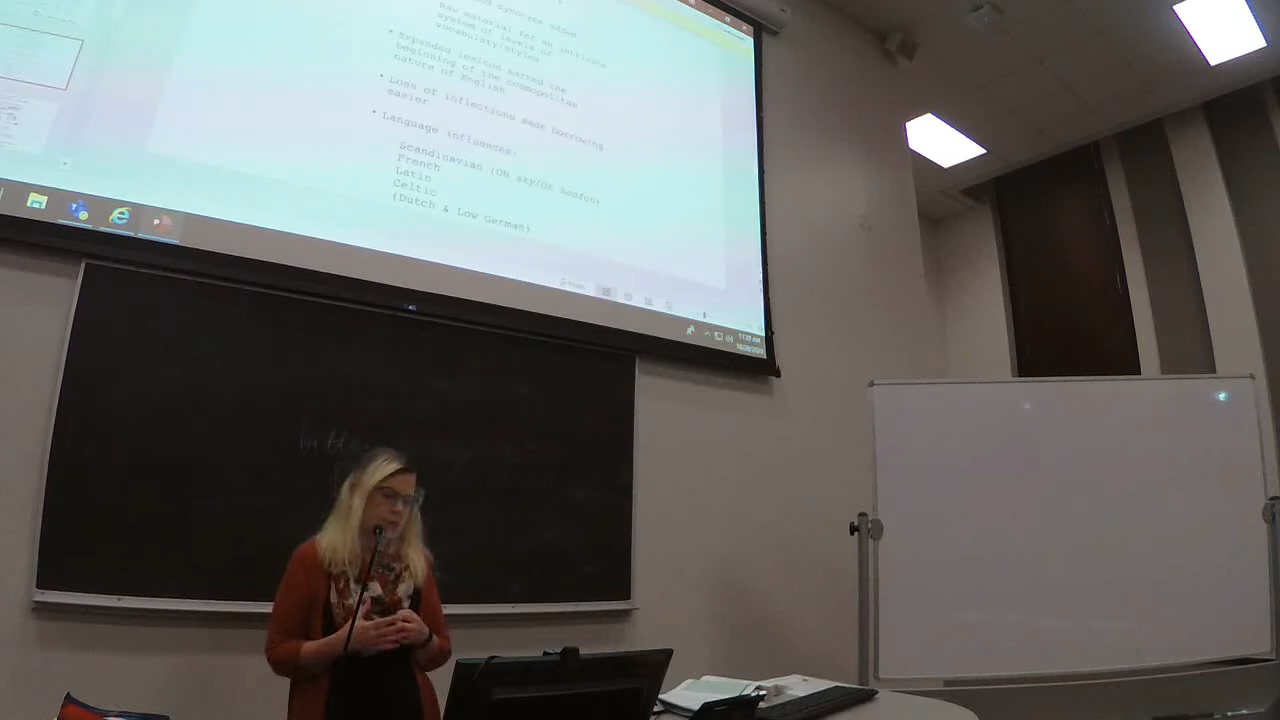 synonyms added
Raw material for an intricate
system of levels of
vocabulary/styles
• Expanded lexicon marked the
beginning of the cosmopolitan
nature of English
• Loss of inflections made borrowing
easier
• Language influences:
Scandinavian (ON sky/OE heofon)
French
Latin
Celtic
(Dutch & Low German)